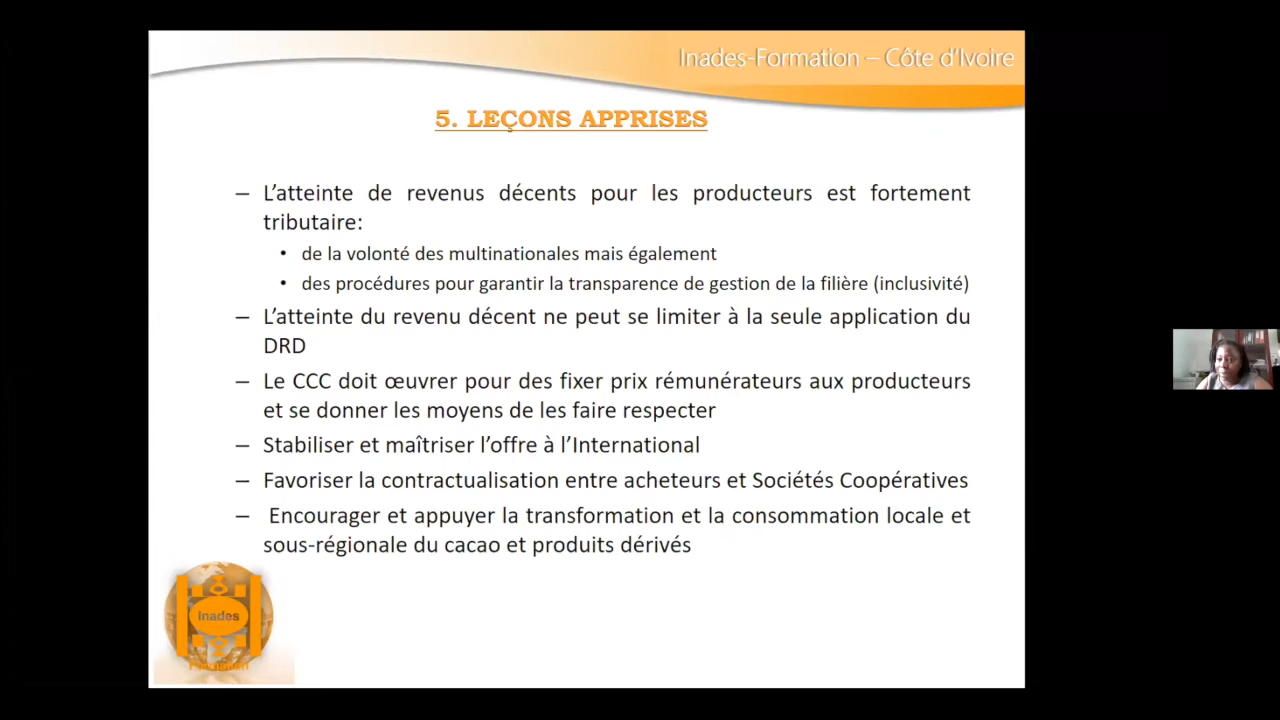 Inades-Formation – Côte d'Ivoire
5. LEÇONS APPRISES
– L'atteinte de revenus décents pour les producteurs est fortement
tributaire:
• de la volonté des multinationales mais également
• des procédures pour garantir la transparence de gestion de la filière (inclusivité)
– L'atteinte du revenu décent ne peut se limiter à la seule application du
DRD
– Le CCC doit œuvrer pour des fixer prix rémunérateurs aux producteurs
et se donner les moyens de les faire respecter
– Stabiliser et maîtriser l'offre à l'International
– Favoriser la contractualisation entre acheteurs et Sociétés Coopératives
– Encourager et appuyer la transformation et la consommation locale et
sous-régionale du cacao et produits dérivés
Inades
Formation